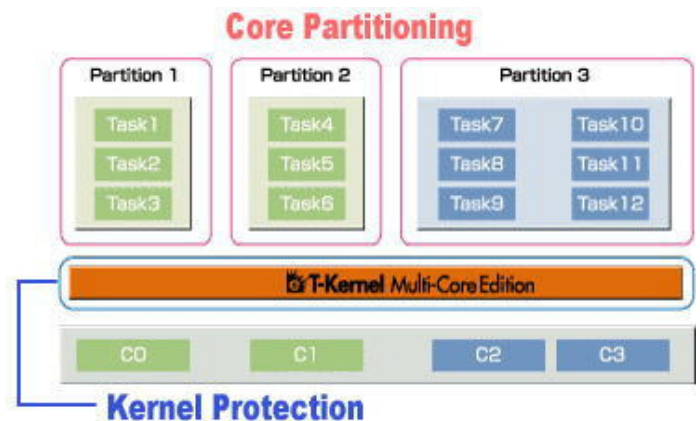 Core Partitioning
Partition 1 Partition 2 Partition 3
Task1 Task4 Task7 Task10
Task2 Task5 Task8 Task11
Task3 Task6 Task9 Task12
T-Kernel Multi-Core Edition
C0 C1 C2 C3
Kernel Protection